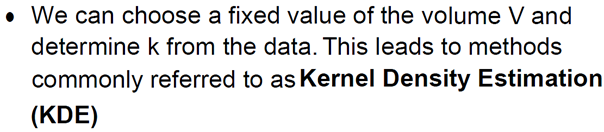 • We can choose a fixed value of the volume V and
determine k from the data. This leads to methods
commonly referred to as Kernel Density Estimation
(KDE)